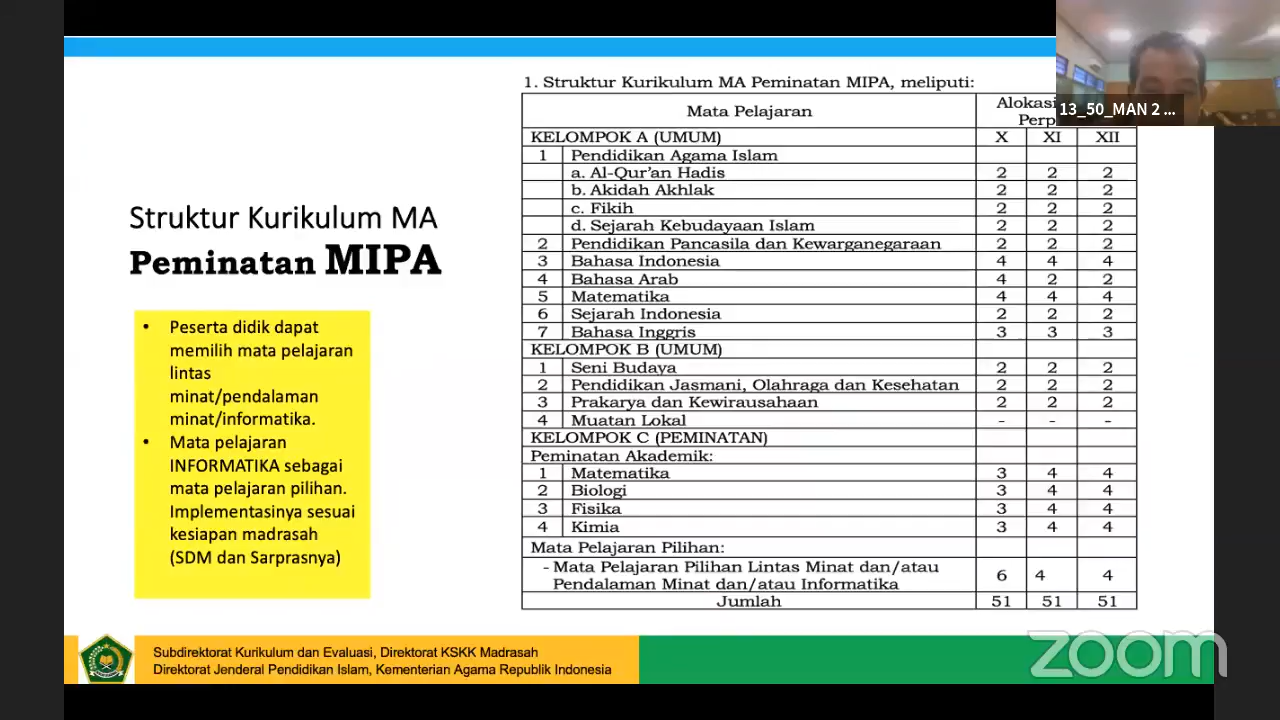 1. Struktur Kurikulum MA Peminatan MIPA, meliputi:
Mata Pelajaran
Perp
13_50_MAN 2 ...
KELOMPOK A (UMUM) X XI XII
1 Pendidikan Agama Islam
a. Al-Qur'an Hadis 2 2 2
b. Akidah Akhlak 2 2 2
c. Fikih 2 2 2
d. Sejarah Kebudayaan Islam 2 2 2
2 Pendidikan Pancasila dan Kewarganegaraan 2 2 2
3 Bahasa Indonesia 4 4 4
4 Bahasa Arab 4 2 2
5 Matematika 4 4 4
6 Sejarah Indonesia 2 2 2
7 Bahasa Inggris 3 3 3
KELOMPOK B (UMUM)
1 Seni Budaya 2 2 2
2 Pendidikan Jasmani, Olahraga dan Kesehatan 2 2 2
3 Prakarya dan Kewirausahaan 2 2 2
4 Muatan Lokal - - -
KELOMPOK C (PEMINATAN)
Peminatan Akademik:
1 Matematika 3 4 4
2 Biologi 3 4 4
3 Fisika 3 4 4
4 Kimia 3 4 4
Mata Pelajaran Pilihan:
- Mata Pelajaran Pilihan Lintas Minat dan/atau
Pendalaman Minat dan/atau Informatika 6 4 4
Jumlah 51 51 51
Struktur Kurikulum MA
Peminatan MIPA
• Peserta didik dapat
memilih mata pelajaran
lintas
minat/pendalaman
minat/informatika.
• Mata pelajaran
INFORMATIKA sebagai
mata pelajaran pilihan.
Implementasinya sesuai
kesiapan madrasah
(SDM dan Sarprasnya)
Subdirektorat Kurikulum dan Evaluasi, Direktorat KSKK Madrasah
Direktorat Jenderal Pendidikan Islam, Kementerian Agama Republik Indonesia
zoom